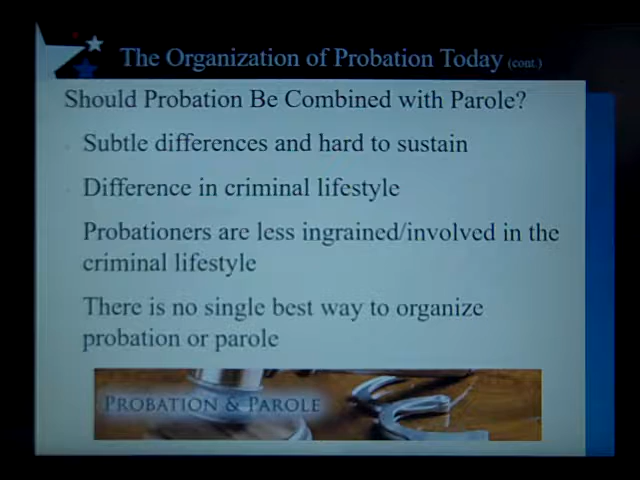 The Organization of Probation Today (cont.)
Should Probation Be Combined with Parole?
Subtle differences and hard to sustain
Difference in criminal lifestyle
Probationers are less ingrained/involved in the
criminal lifestyle
There is no single best way to organize
probation or parole
PROBATION & PAROLE